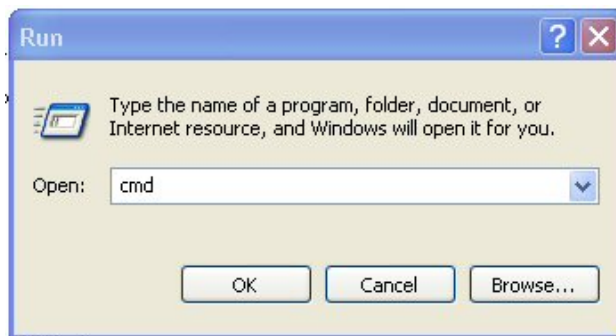 Run
Type the name of a program, folder, document, or
Internet resource, and Windows will open it for you.
Open: cmd
OK Cancel Browse...